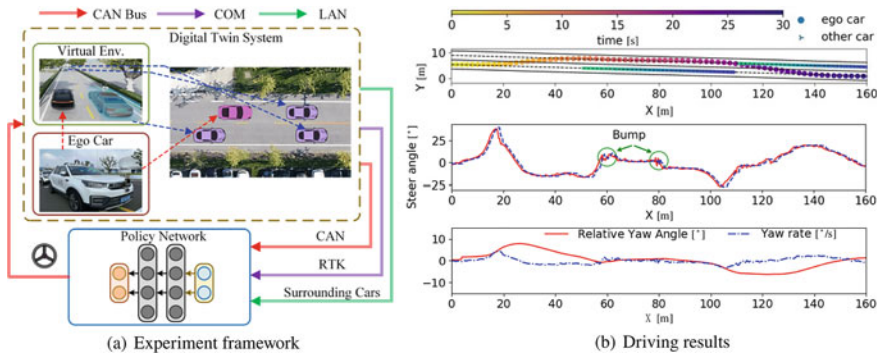 CAN Bus
COM
LAN
Digital Twin System
Virtual Env.
Ego Car
Policy Network
CAN
RTK
Surrounding Cars
(a) Experiment framework
0 5 10 15 20 25 30
time [s]
ego car
other car
Y [m]
10
5
0
0 20 40 60 80 100 120 140 160
X [m]
Steer angle [°]
25
0
−25
Bump
0 20 40 60 80 100 120 140 160
X [m]
Relative Yaw Angle [°]
Yaw rate [°/s]
10
0
−10
0 20 40 60 80 100 120 140 160
X [m]
(b) Driving results